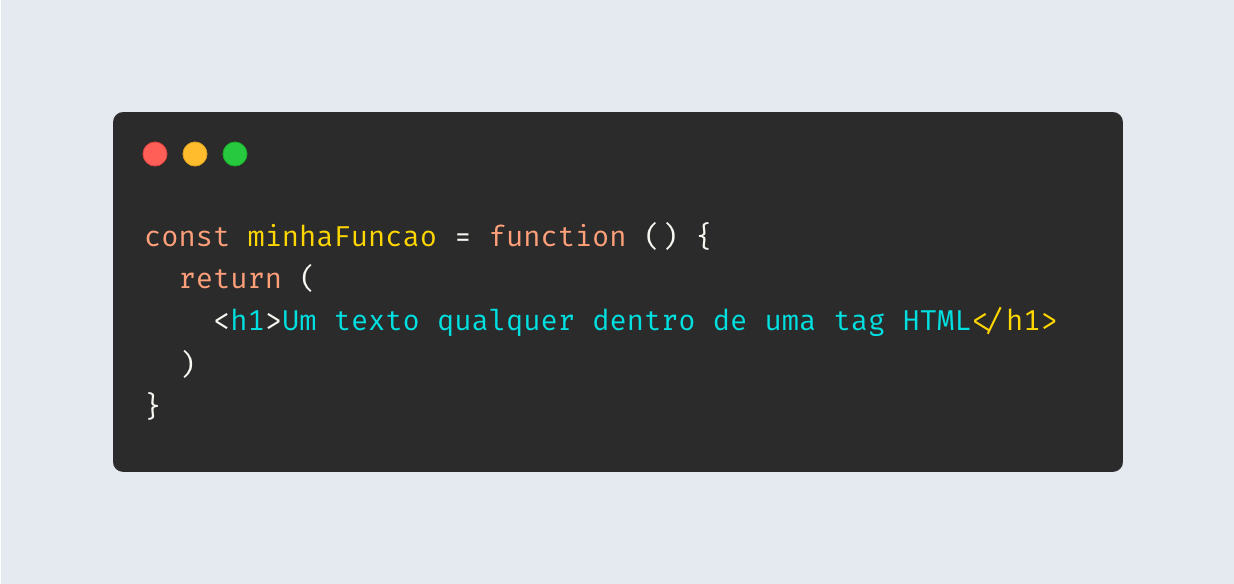 const minhaFuncao = function () {
  return (
    <h1>Um texto qualquer dentro de uma tag HTML</h1>
  )
}